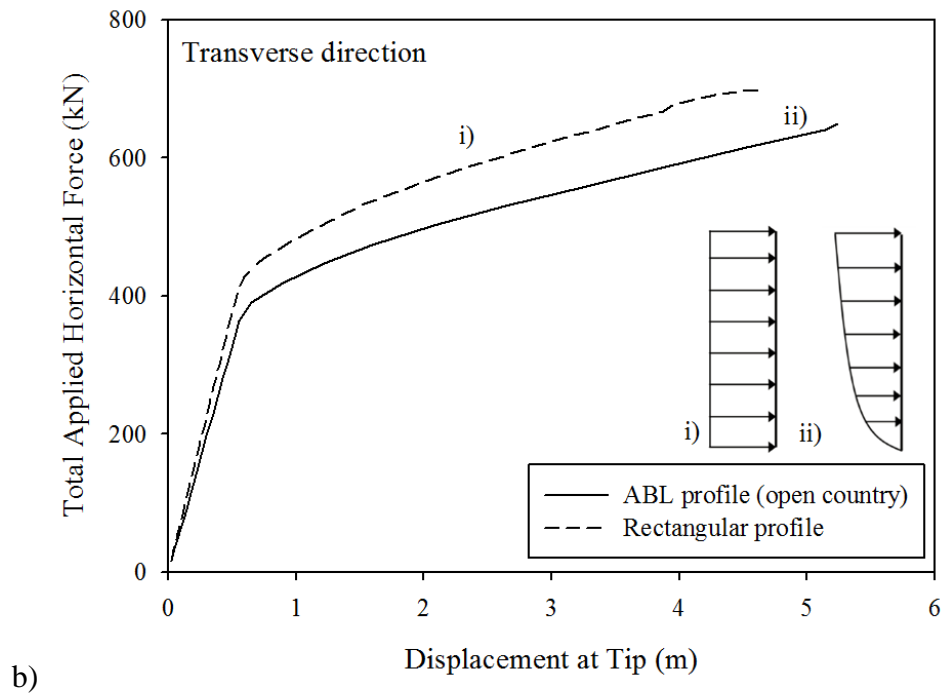 800
Transverse direction
Total Applied Horizontal Force (kN)
i)
ii)
600
400
i)
ii)
200
ABL profile (open country)
Rectangular profile
0
0 1 2 3 4 5 6
Displacement at Tip (m)
b)